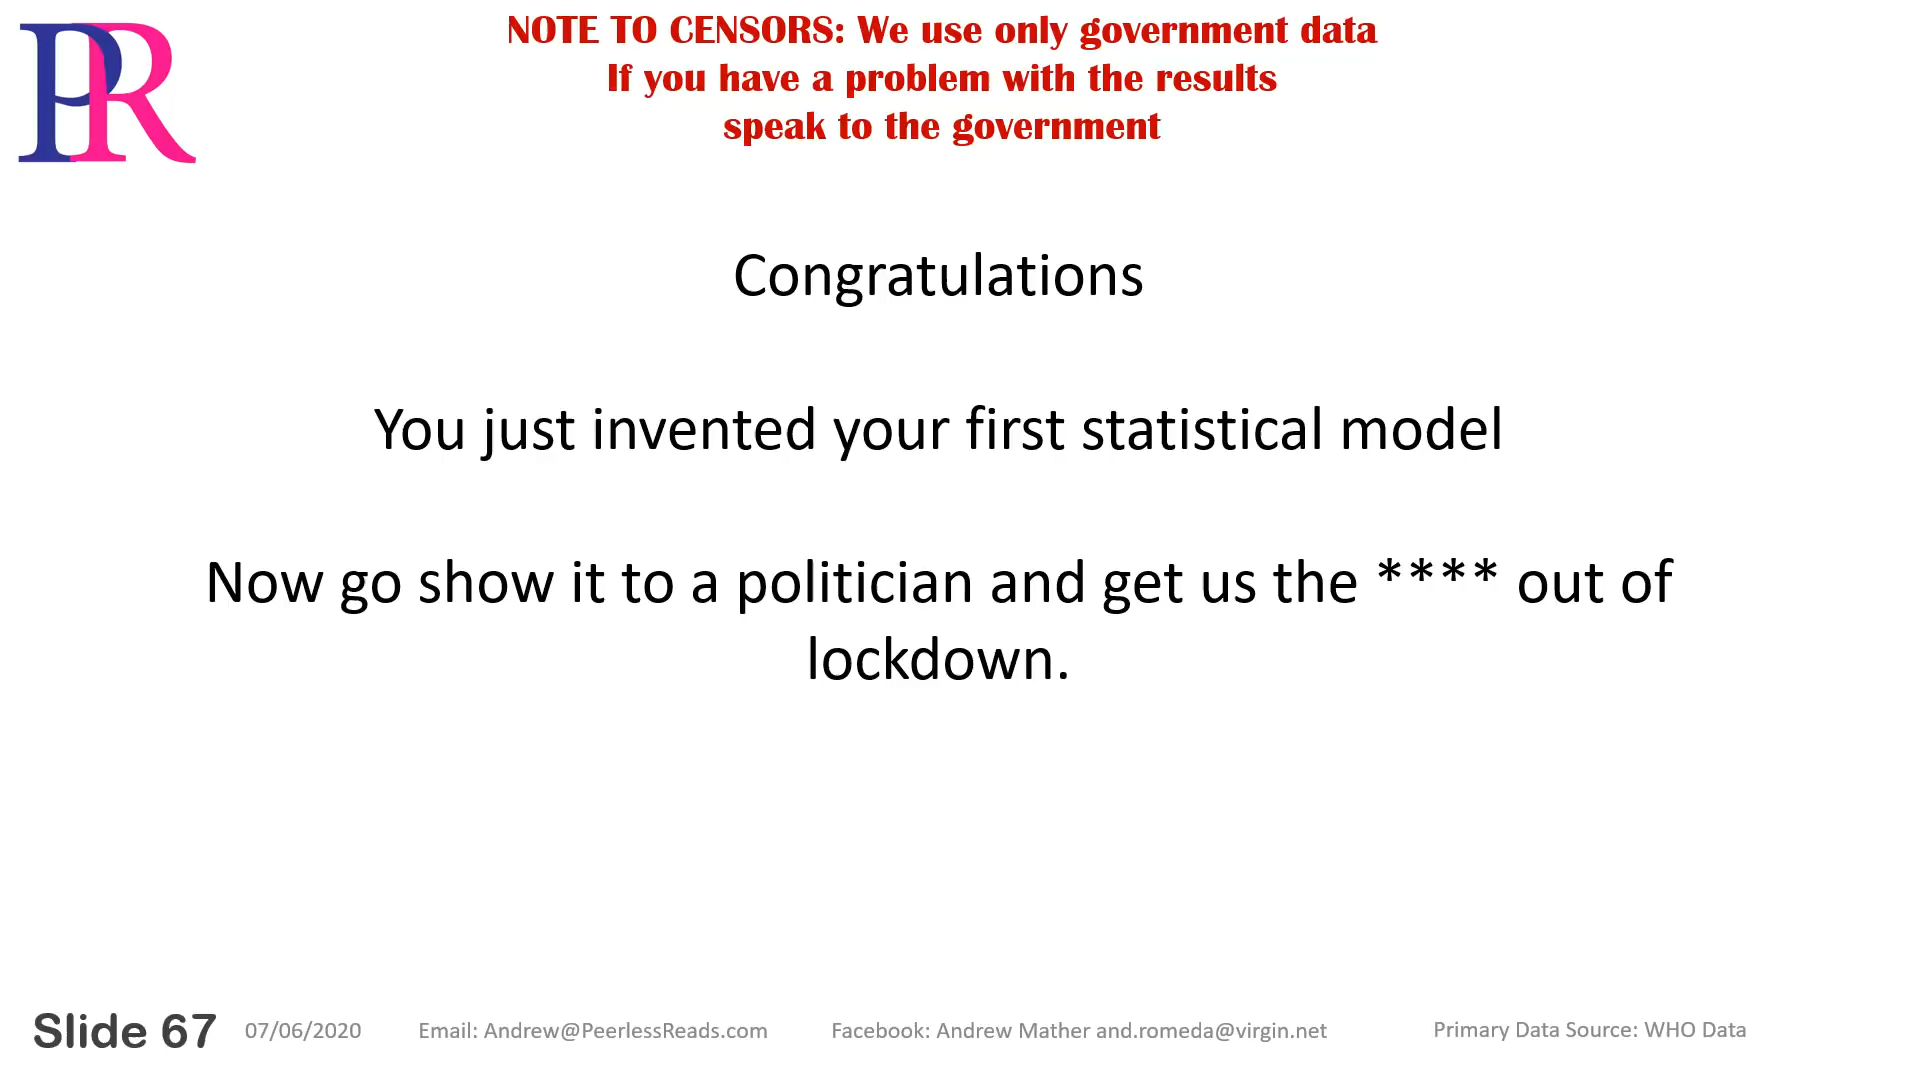 PR
NOTE TO CENSORS: We use only government data
If you have a problem with the results
speak to the government
Congratulations
You just invented your first statistical model
Now go show it to a politician and get us the **** out of
lockdown.
Slide 67 07/06/2020 Email: Andrew@PeerlessReads.com Facebook: Andrew Mather and.romeda@virgin.net Primary Data Source: WHO Data